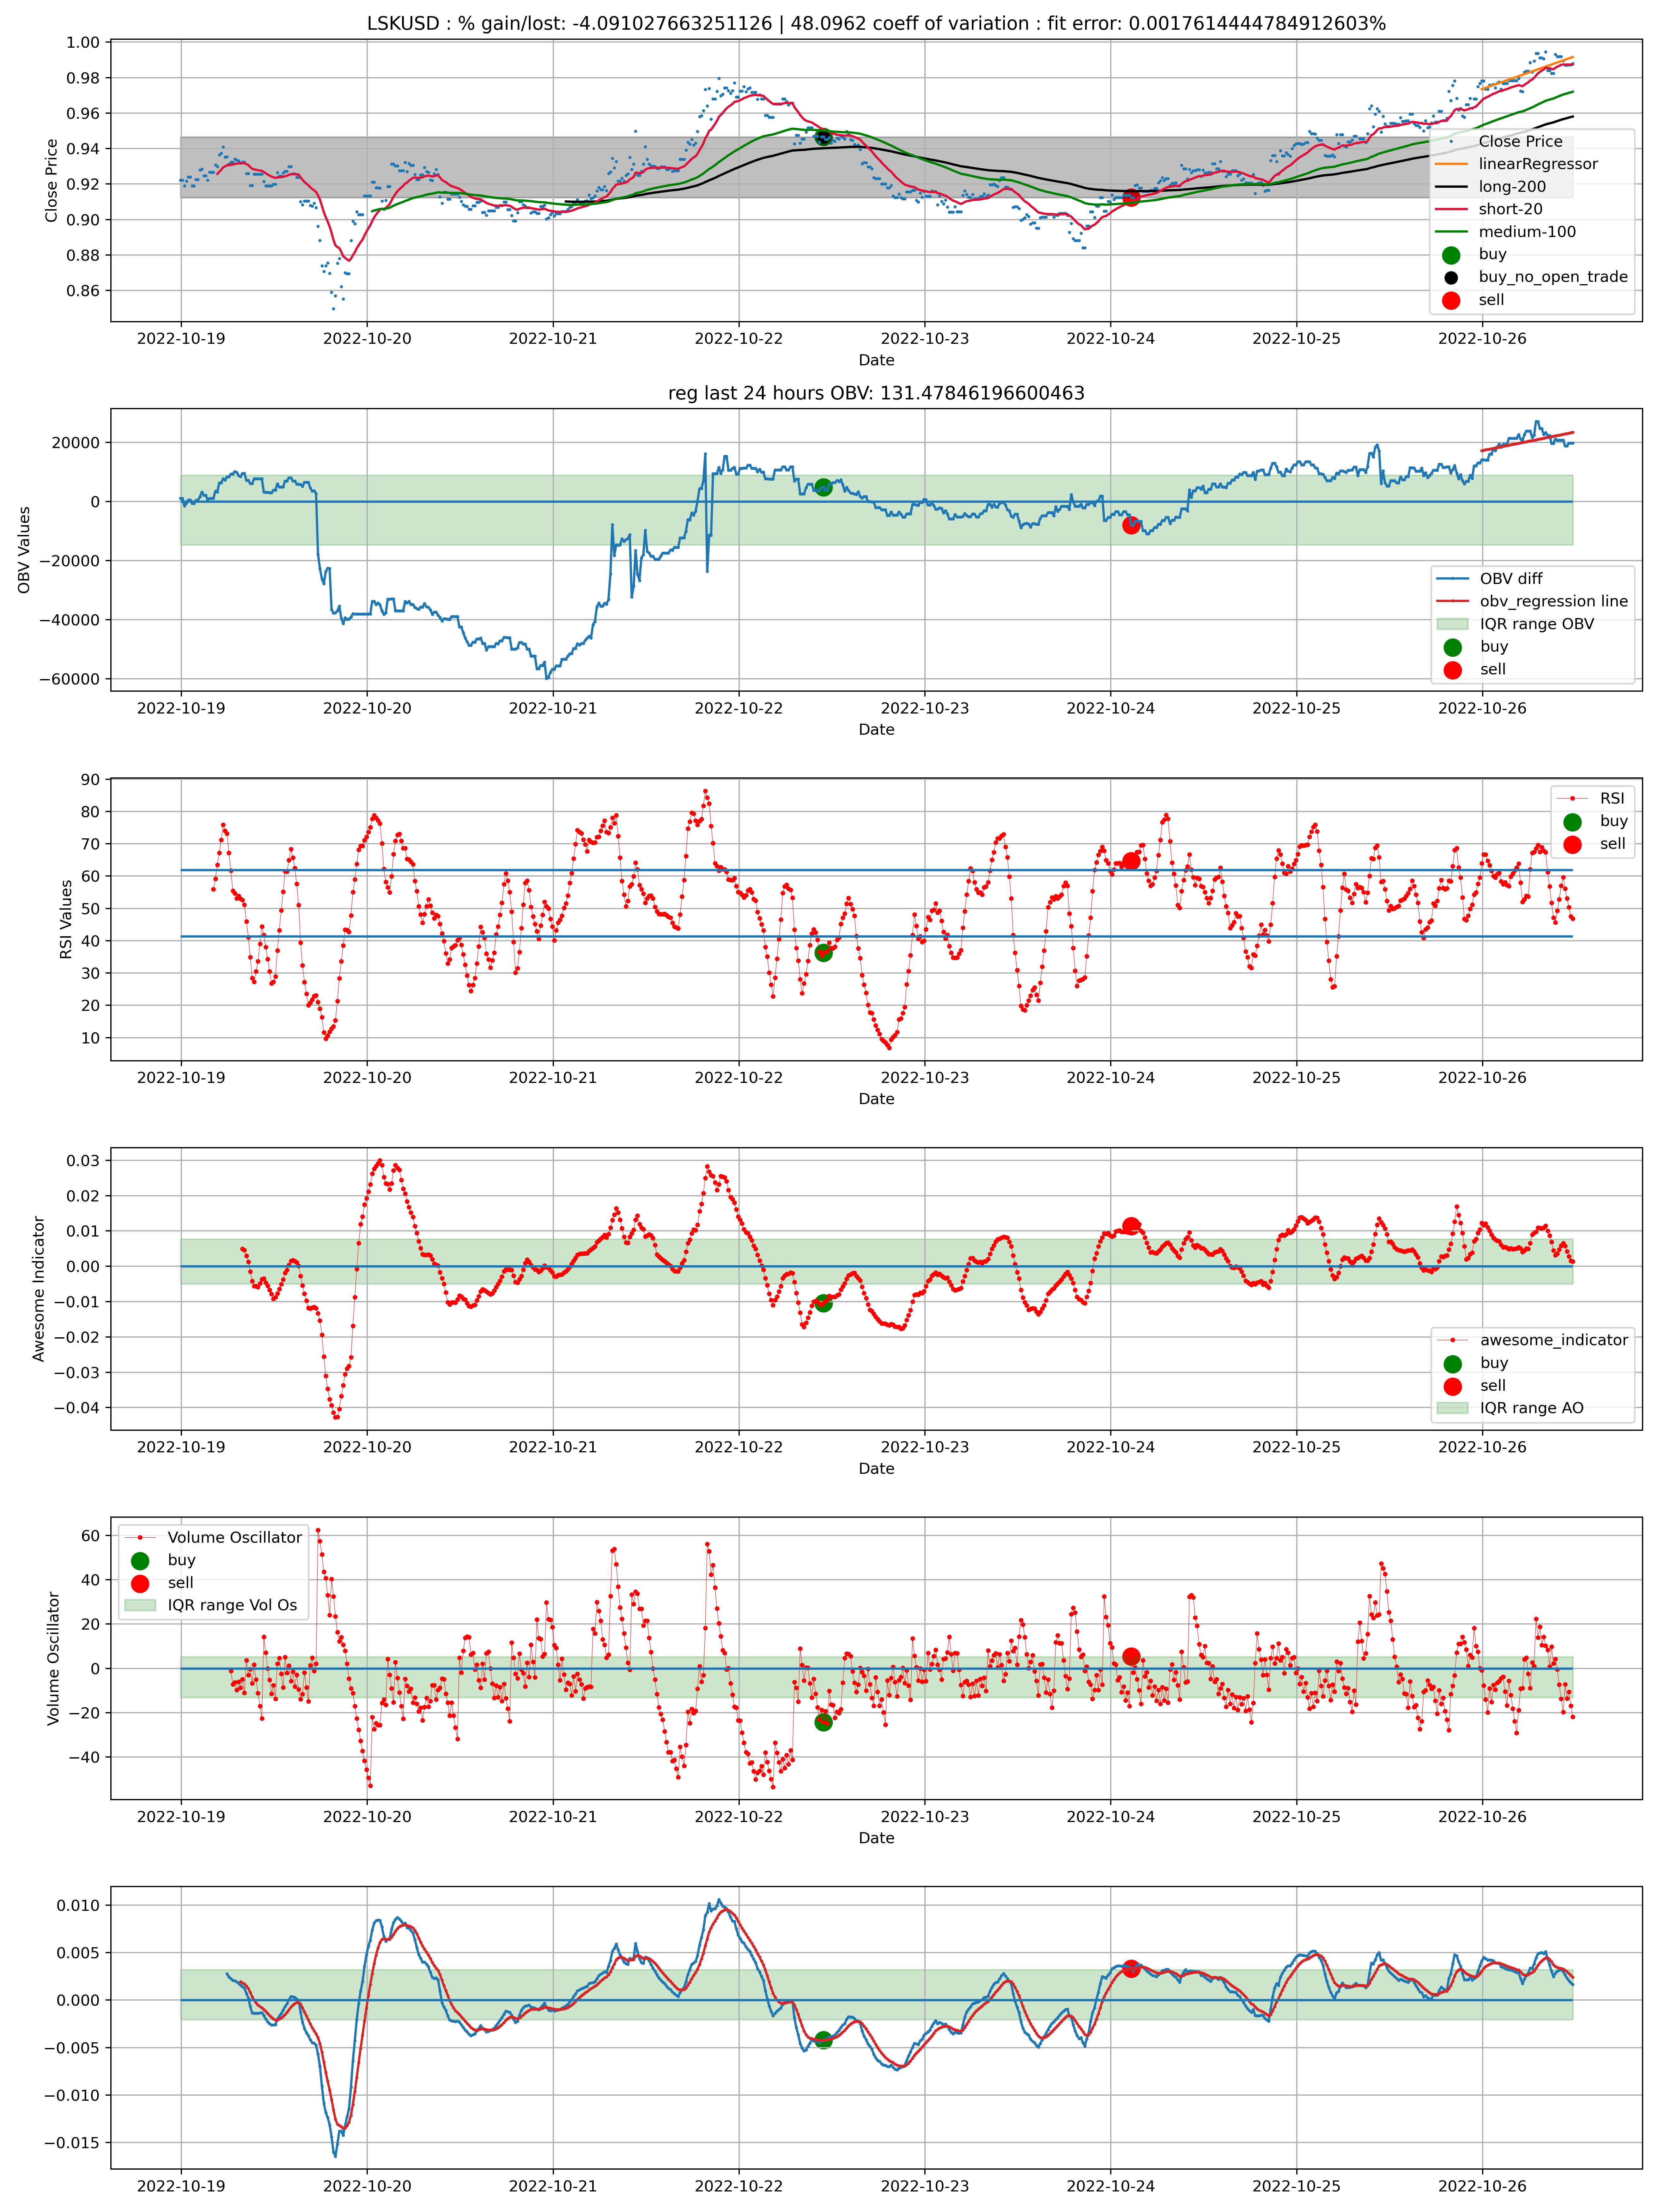 LSKUSD : % gain/lost: -4.091027663251126 | 48.0962 coeff of variation : fit error: 0.0017614444784912603%
1.00
0.98
0.96
0.94
0.92
0.90
0.88
0.86
Close Price
Close Price
linearRegressor
long-200
short-20
medium-100
buy
buy_no_open_trade
sell
2022-10-19 2022-10-20 2022-10-21 2022-10-22 2022-10-23 2022-10-24 2022-10-25 2022-10-26
Date
reg last 24 hours OBV: 131.47846196600463
20000
0
−20000
−40000
−60000
OBV Values
OBV diff
obv_regression line
IQR range OBV
buy
sell
2022-10-19 2022-10-20 2022-10-21 2022-10-22 2022-10-23 2022-10-24 2022-10-25 2022-10-26
Date
90
80
70
60
50
40
30
20
10
RSI Values
RSI
buy
sell
2022-10-19 2022-10-20 2022-10-21 2022-10-22 2022-10-23 2022-10-24 2022-10-25 2022-10-26
Date
0.03
0.02
0.01
0.00
−0.01
−0.02
−0.03
−0.04
Awesome Indicator
awesome_indicator
buy
sell
IQR range AO
2022-10-19 2022-10-20 2022-10-21 2022-10-22 2022-10-23 2022-10-24 2022-10-25 2022-10-26
Date
60
40
20
0
−20
−40
Volume Oscillator
Volume Oscillator
buy
sell
IQR range Vol Os
2022-10-19 2022-10-20 2022-10-21 2022-10-22 2022-10-23 2022-10-24 2022-10-25 2022-10-26
Date
0.010
0.005
0.000
−0.005
−0.010
−0.015
2022-10-19 2022-10-20 2022-10-21 2022-10-22 2022-10-23 2022-10-24 2022-10-25 2022-10-26